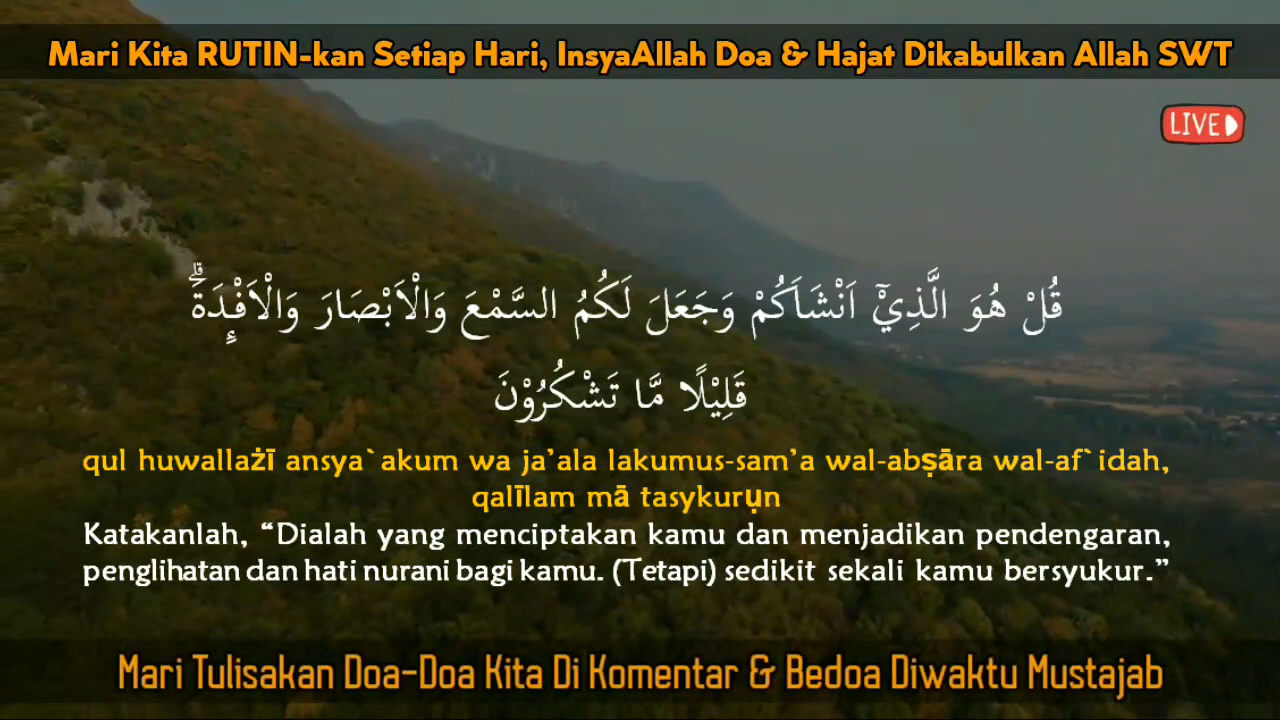 Mari Kita RUTIN-kan Setiap Hari, InsyaAllah Doa & Hajat Dikabulkan Allah SWT
LIVE
قُلْ هُوَ الَّذِيْٓ اَنْشَاَكُمْ وَجَعَلَ لَكُمُ السَّمْعَ وَالْاَبْصَارَ وَالْاَفْـِٕدَةَۗ
قَلِيْلًا مَّا تَشْكُرُوْنَ
qul huwallażī ansya`akum wa ja’ala lakumus-sam’a wal-abṣāra wal-af`idah,
qalīlam mā tasykurụn
Katakanlah, “Dialah yang menciptakan kamu dan menjadikan pendengaran,
penglihatan dan hati nurani bagi kamu. (Tetapi) sedikit sekali kamu bersyukur.”
Mari Tulisakan Doa-Doa Kita Di Komentar & Bedoa Diwaktu Mustajab